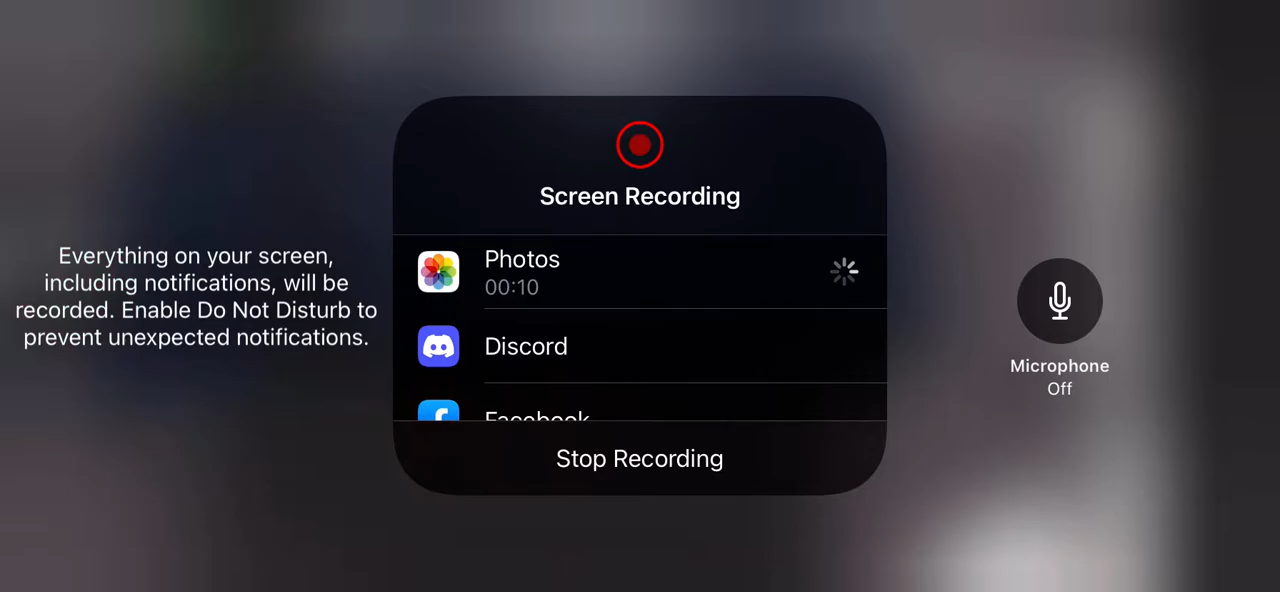 Everything on your screen,
including notifications, will be
recorded. Enable Do Not Disturb to
prevent unexpected notifications.
Screen Recording
Photos
00:10
Discord
Facebook
Stop Recording
Microphone
Off